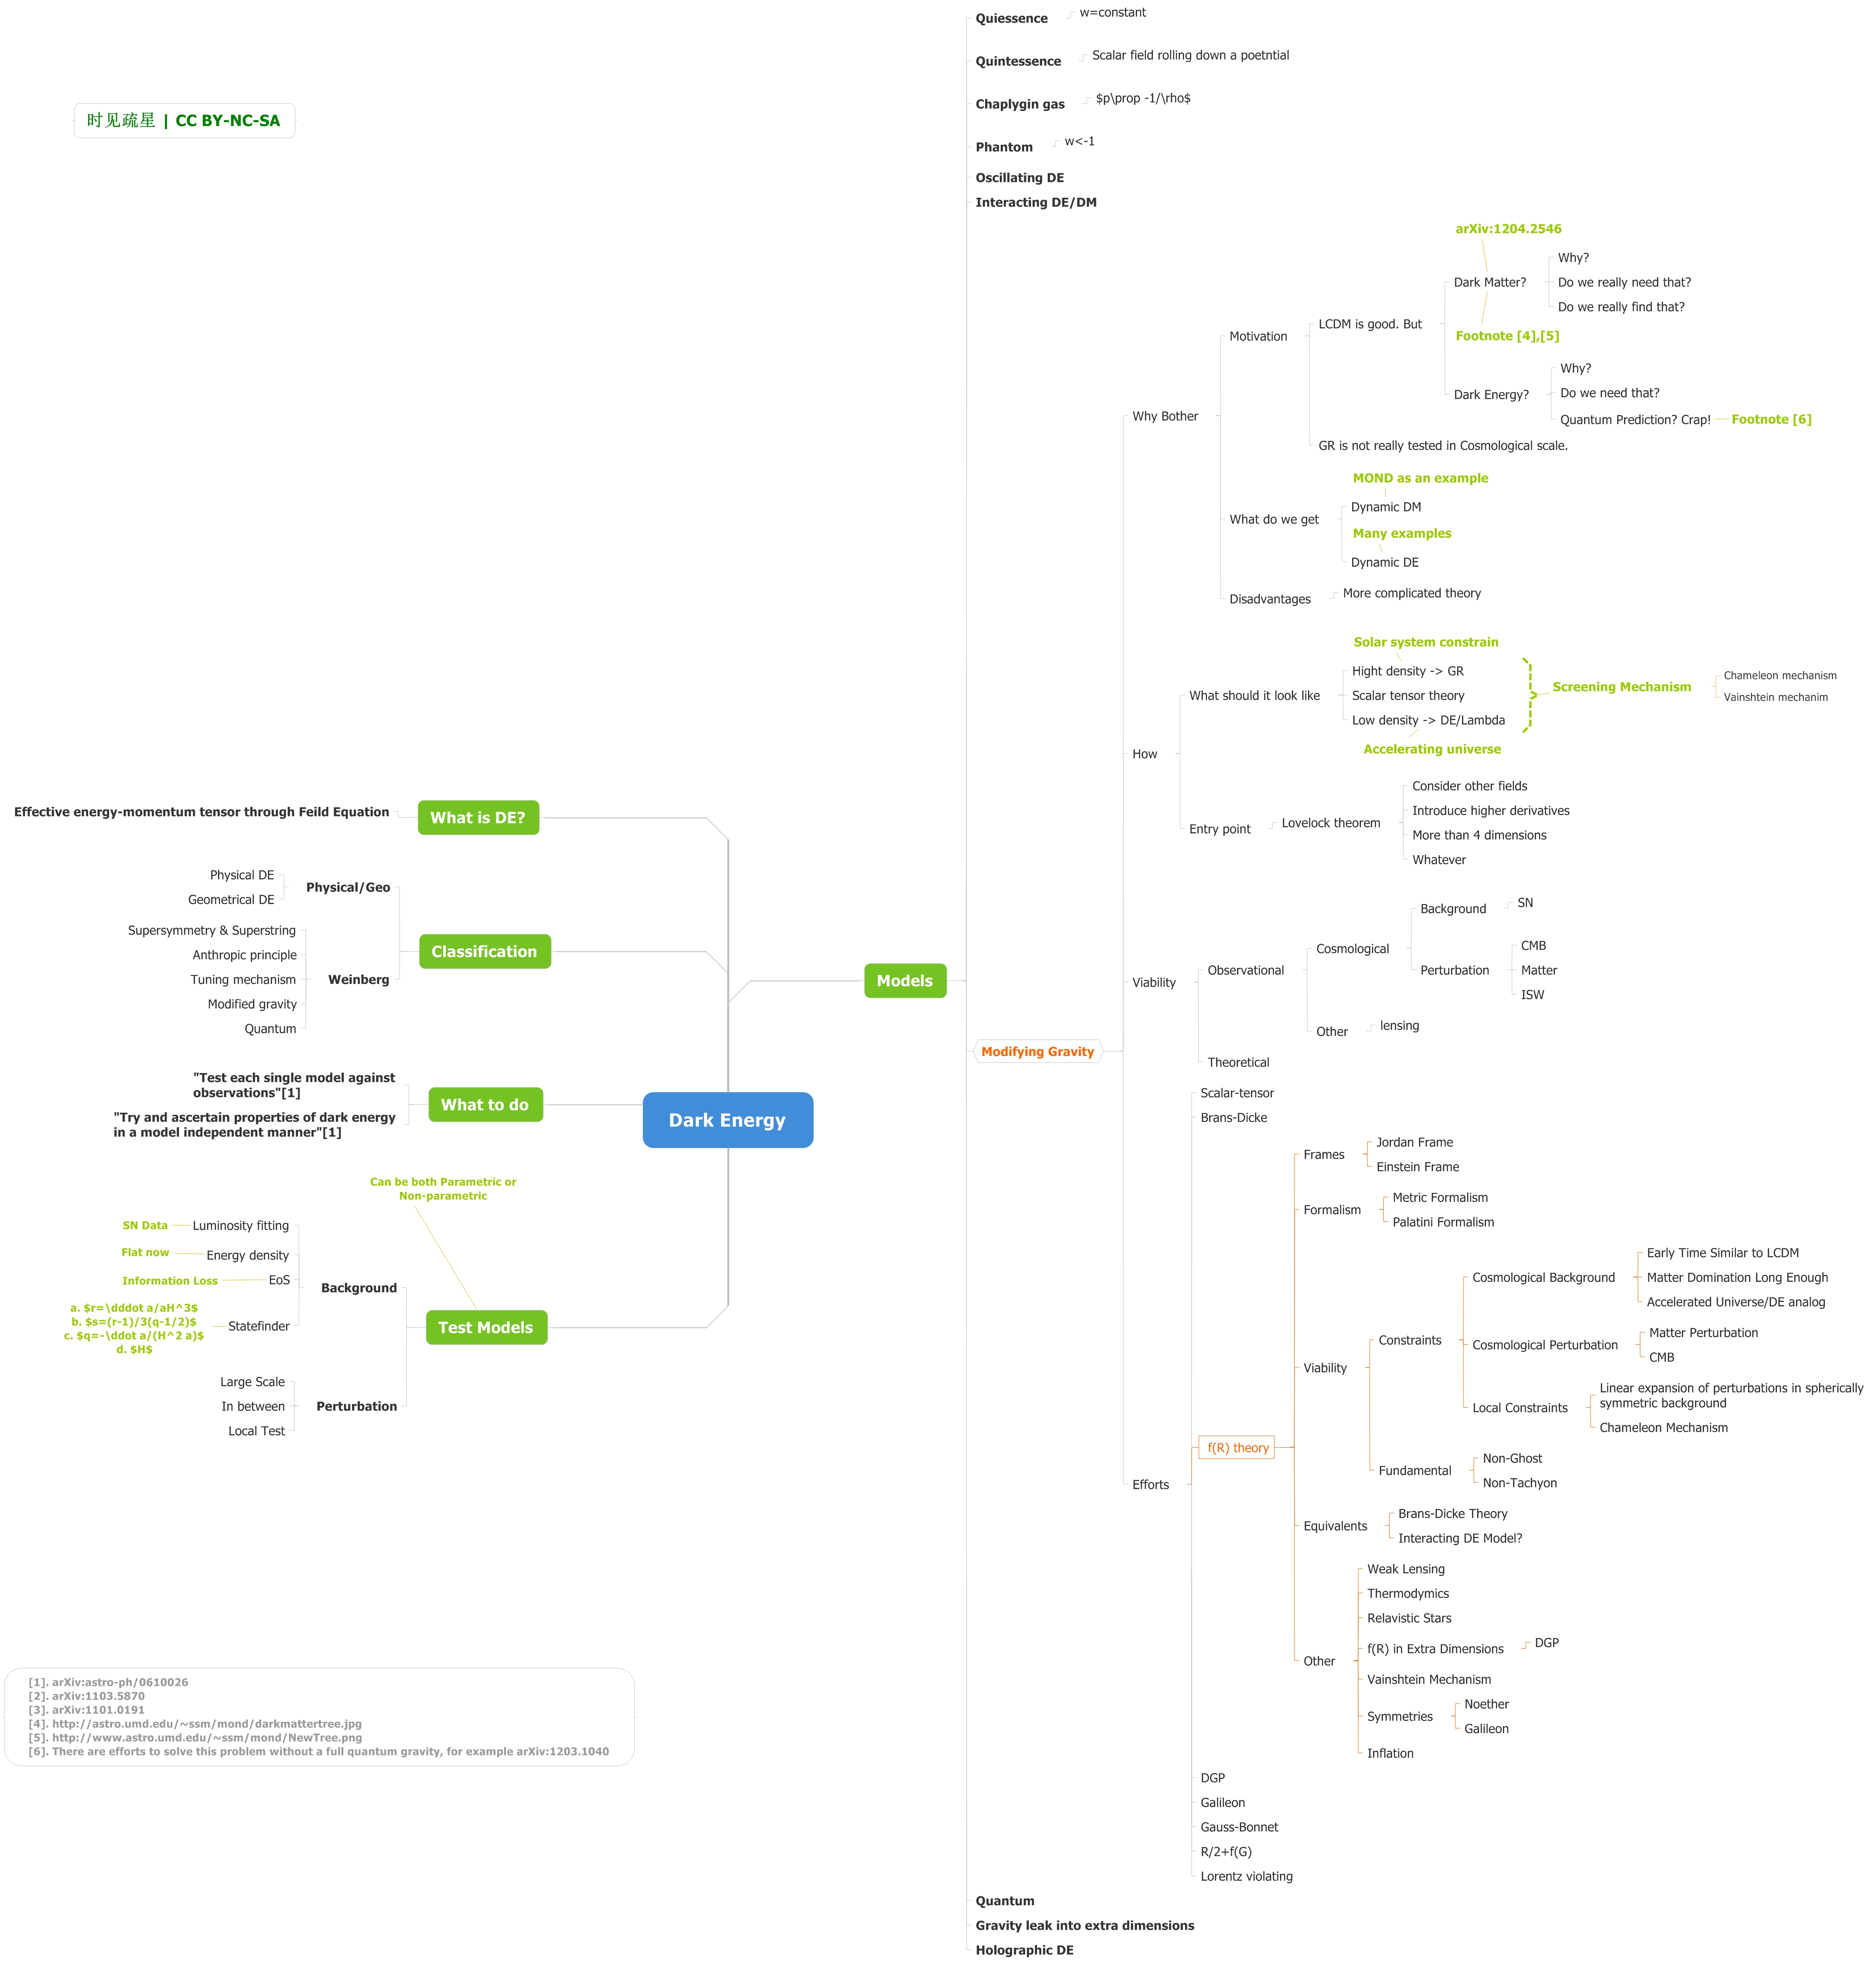 时见疏星 | CC BY-NC-SA
Dark Energy
What is DE?
Effective energy-momentum tensor through Feild Equation
Classification
Physical/Geo
Physical DE
Geometrical DE
Weinberg
Supersymmetry & Superstring
Anthropic principle
Tuning mechanism
Modified gravity
Quantum
What to do
"Test each single model against
observations"[1]
"Try and ascertain properties of dark energy
in a model independent manner"[1]
Can be both Parametric or
Non-parametric
Test Models
Background
SN Data
Luminosity fitting
Flat now
Energy density
Information Loss
EoS
a. $r=\dddot a/aH^3$
b. $s=(r-1)/3(q-1/2)$
c. $q=-\ddot a/(H^2 a)$
d. $H$
Statefinder
Perturbation
Large Scale
In between
Local Test
[1]. arXiv:astro-ph/0610026
[2]. arXiv:1103.5870
[3]. arXiv:1101.0191
[4]. http://astro.umd.edu/~ssm/mond/darkmattertree.jpg
[5]. http://www.astro.umd.edu/~ssm/mond/NewTree.png
[6]. There are efforts to solve this problem without a full quantum gravity, for example arXiv:1203.1040
Models
Quiessence
w=constant
Quintessence
Scalar field rolling down a poetntial
Chaplygin gas
$p\prop -1/\rho$
Phantom
w<-1
Oscillating DE
Interacting DE/DM
Modifying Gravity
Why Bother
Motivation
LCDM is good. But
arXiv:1204.2546
Dark Matter?
Why?
Do we really need that?
Do we really find that?
Footnote [4],[5]
Dark Energy?
Why?
Do we need that?
Quantum Prediction? Crap!
Footnote [6]
GR is not really tested in Cosmological scale.
What do we get
MOND as an example
Dynamic DM
Many examples
Dynamic DE
Disadvantages
More complicated theory
How
What should it look like
Solar system constrain
Hight density -> GR
Scalar tensor theory
Low density -> DE/Lambda
Accelerating universe
Screening Mechanism
Chameleon mechanism
Vainshtein mechanim
Entry point
Lovelock theorem
Consider other fields
Introduce higher derivatives
More than 4 dimensions
Whatever
Viability
Observational
Cosmological
Background
SN
Perturbation
CMB
Matter
ISW
Other
lensing
Theoretical
Efforts
Scalar-tensor
Brans-Dicke
f(R) theory
Frames
Jordan Frame
Einstein Frame
Formalism
Metric Formalism
Palatini Formalism
Viability
Constraints
Cosmological Background
Early Time Similar to LCDM
Matter Domination Long Enough
Accelerated Universe/DE analog
Cosmological Perturbation
Matter Perturbation
CMB
Local Constraints
Linear expansion of perturbations in spherically
symmetric background
Chameleon Mechanism
Fundamental
Non-Ghost
Non-Tachyon
Equivalents
Brans-Dicke Theory
Interacting DE Model?
Other
Weak Lensing
Thermodymics
Relavistic Stars
f(R) in Extra Dimensions
DGP
Vainshtein Mechanism
Symmetries
Noether
Galileon
Inflation
DGP
Galileon
Gauss-Bonnet
R/2+f(G)
Lorentz violating
Quantum
Gravity leak into extra dimensions
Holographic DE